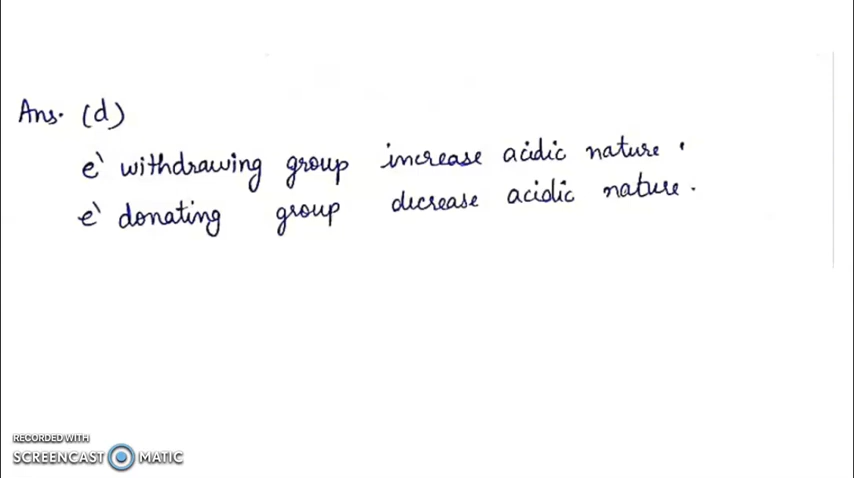 Ans. (d)
e⁻ withdrawing group increase acidic nature.
e⁻ donating group decrease acidic nature.
RECORDED WITH
SCREENCAST MATIC